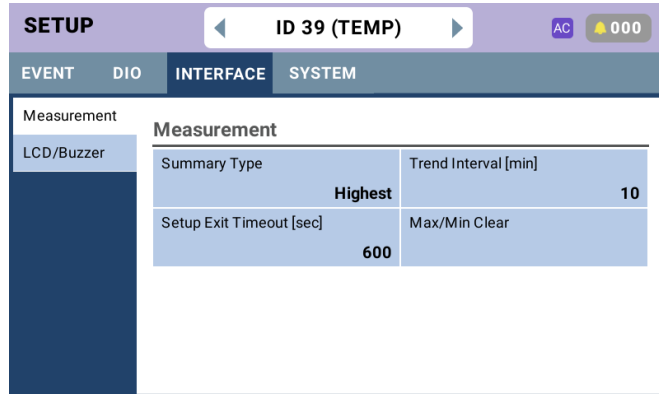 SETUP
ID 39 (TEMP)
AC
000
EVENT DIO INTERFACE SYSTEM
Measurement
LCD/Buzzer
Measurement
Summary Type
Highest
Trend Interval [min]
10
Setup Exit Timeout [sec]
600
Max/Min Clear